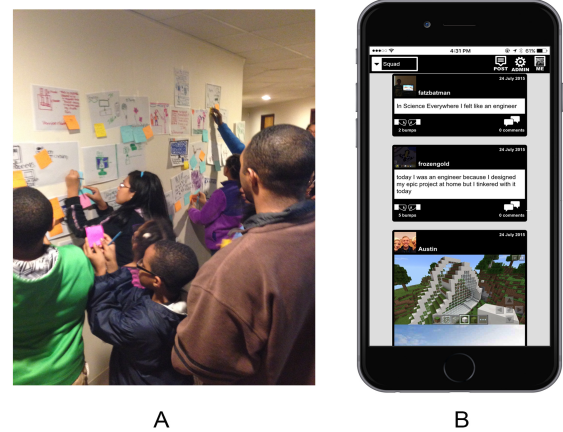 4:31 PM
61%
Squad
POST
ADMIN
ME
24 July 2015
fatzbatman
In Science Everywhere I felt like an engineer
2 bumps
0 comments
24 July 2015
frozengold
today I was an engineer because I designed
my epic project at home but I tinkered with it
today
5 bumps
0 comments
24 July 2015
Austin
A
B